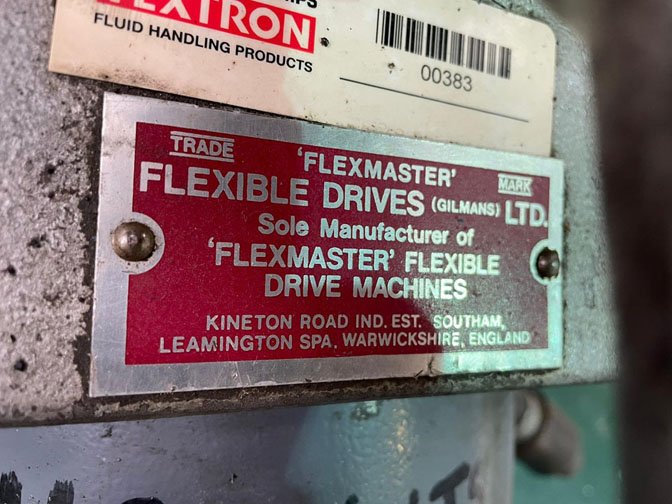 TEXTRON
FLUID HANDLING PRODUCTS
00383
TRADE 'FLEXMASTER' MARK
FLEXIBLE DRIVES (GILMANS) LTD.
Sole Manufacturer of
'FLEXMASTER' FLEXIBLE
DRIVE MACHINES
KINETON ROAD IND. EST. SOUTHAM,
LEAMINGTON SPA, WARWICKSHIRE, ENGLAND